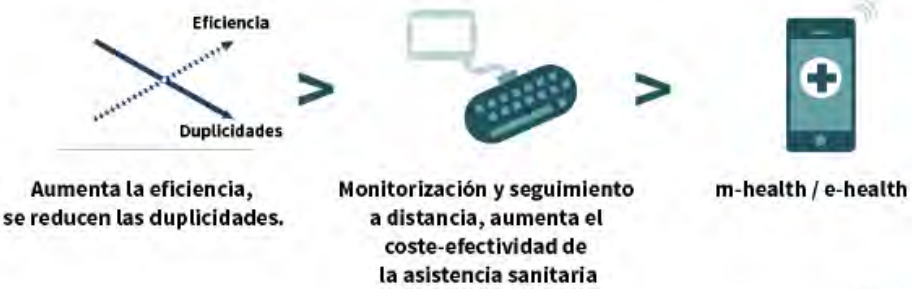 Eficiencia
Duplicidades
>
>
Aumenta la eficiencia,
se reducen las duplicidades.
Monitorización y seguimiento
a distancia, aumenta el
coste-efectividad de
la asistencia sanitaria
m-health / e-health